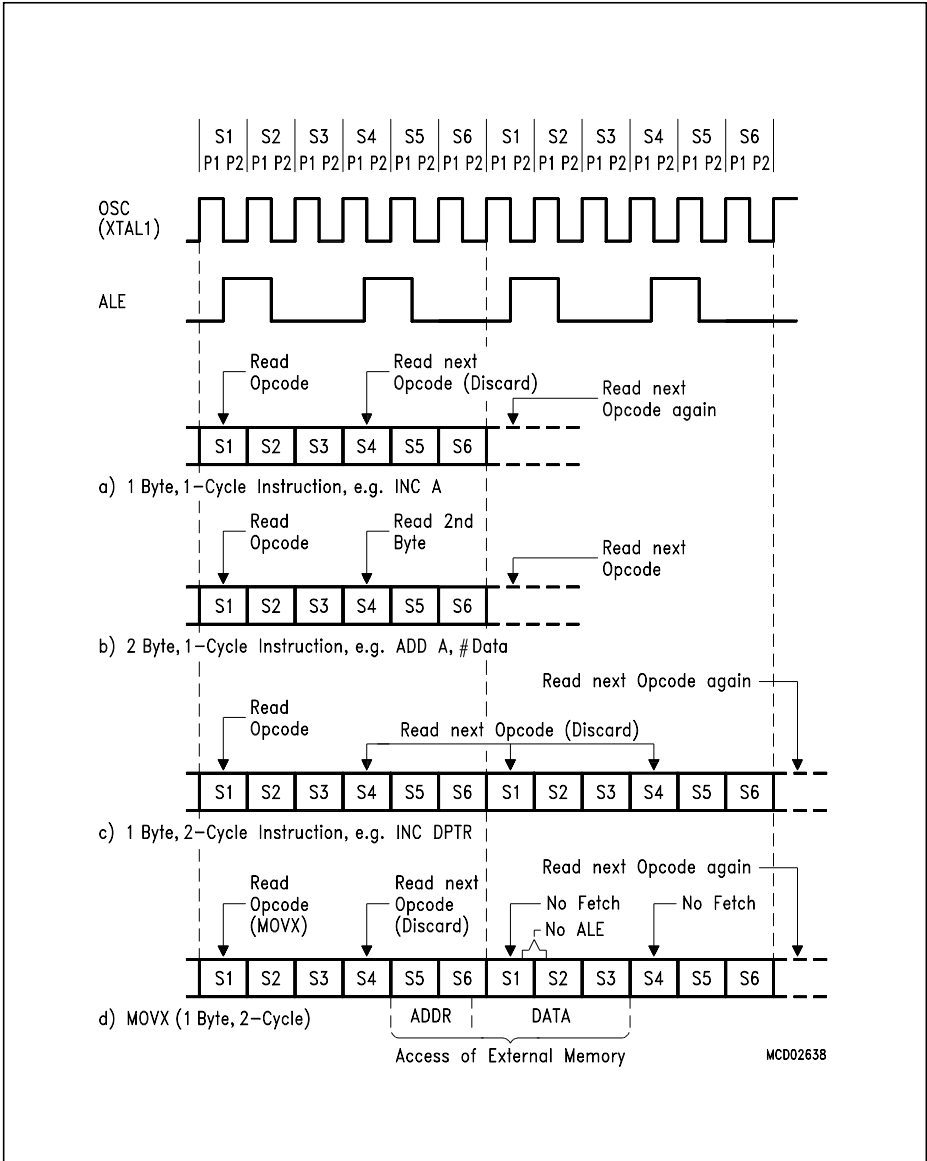 S1 S2 S3 S4 S5 S6 S1 S2 S3 S4 S5 S6
P1 P2 P1 P2 P1 P2 P1 P2 P1 P2 P1 P2 P1 P2 P1 P2 P1 P2 P1 P2 P1 P2 P1 P2
OSC
(XTAL1)
ALE
Read
Opcode
Read next
Opcode (Discard)
Read next
Opcode again
S1 S2 S3 S4 S5 S6
a) 1 Byte, 1-Cycle Instruction, e.g. INC A
Read
Opcode
Read 2nd
Byte
Read next
Opcode
S1 S2 S3 S4 S5 S6
b) 2 Byte, 1-Cycle Instruction, e.g. ADD A, #Data
Read next Opcode again
Read
Opcode
Read next Opcode (Discard)
S1 S2 S3 S4 S5 S6 S1 S2 S3 S4 S5 S6
c) 1 Byte, 2-Cycle Instruction, e.g. INC DPTR
Read next Opcode again
Read
Opcode
(MOVX)
Read next
Opcode
(Discard)
No Fetch
No ALE
No Fetch
S1 S2 S3 S4 S5 S6 S1 S2 S3 S4 S5 S6
d) MOVX (1 Byte, 2-Cycle)
ADDR
DATA
Access of External Memory
MCD02638